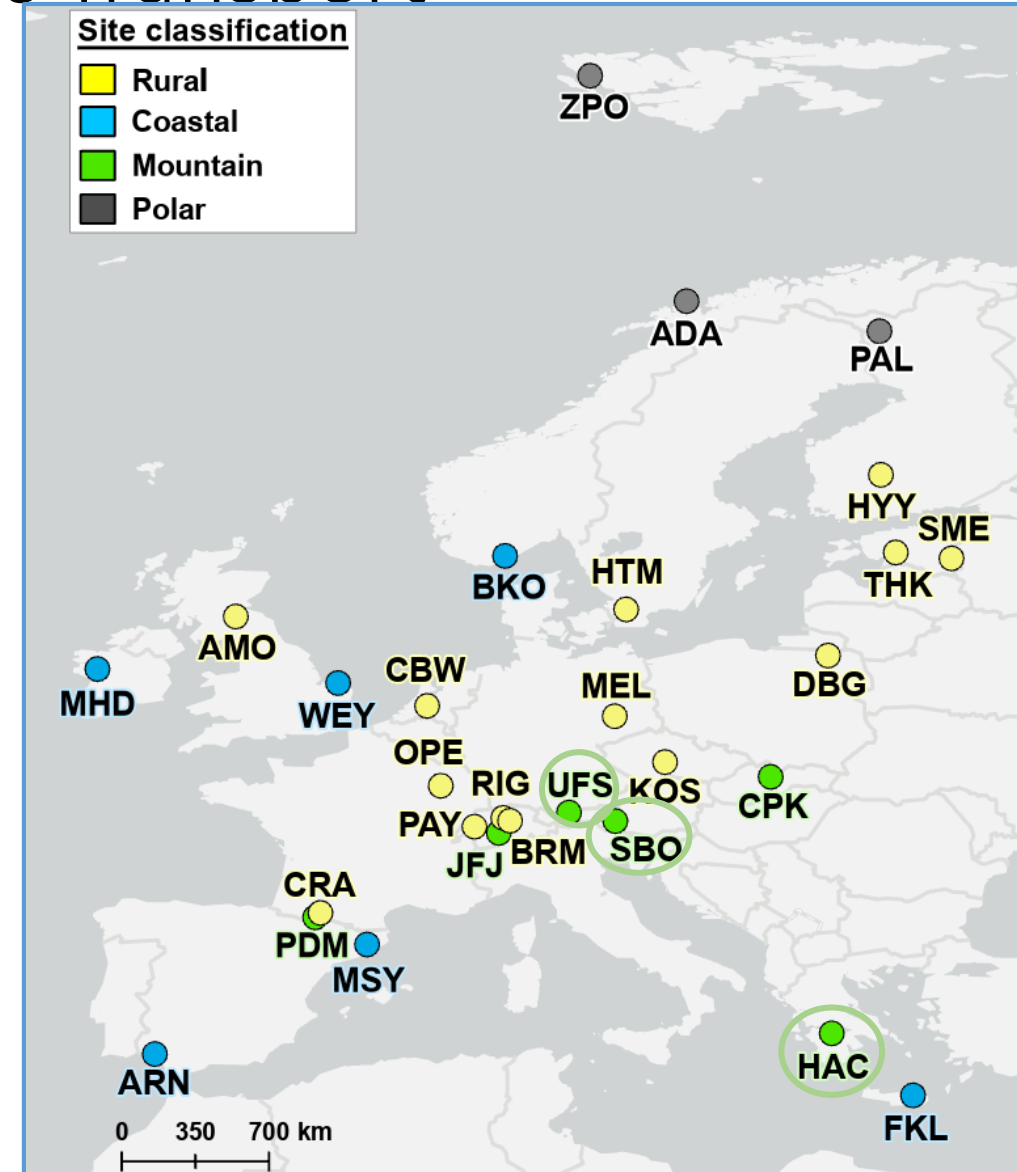 Site classification
Rural
Coastal
Mountain
Polar
ZPO
ADA
PAL
HYY
SME
THK
BKO
HTM
AMO
MHD
WEY
CBW
MEL
DBG
OPE
RIG
UFS
KOS
CPK
PAY
BRM
SBO
JFJ
CRA
PDM
MSY
HAC
ARN
FKL
0 350 700 km